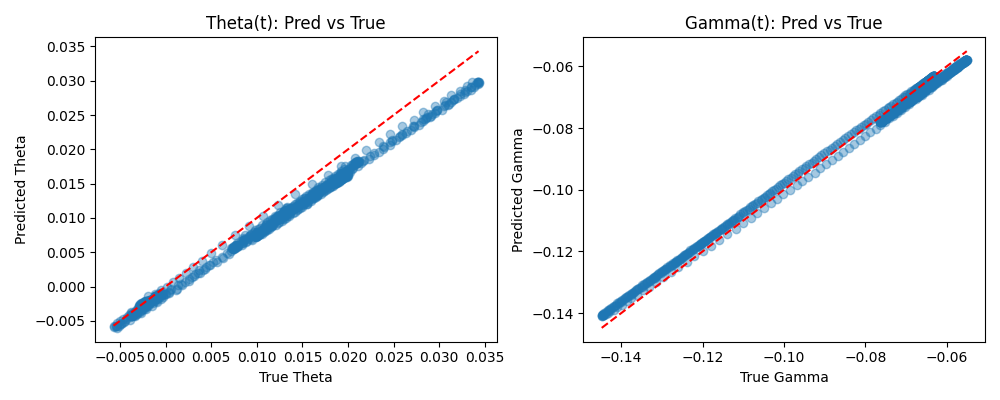 Theta(t): Pred vs True
Predicted Theta
0.035
0.030
0.025
0.020
0.015
0.010
0.005
0.000
−0.005
−0.005 0.000 0.005 0.010 0.015 0.020 0.025 0.030 0.035
True Theta
Gamma(t): Pred vs True
Predicted Gamma
−0.06
−0.08
−0.10
−0.12
−0.14
−0.14 −0.12 −0.10 −0.08 −0.06
True Gamma